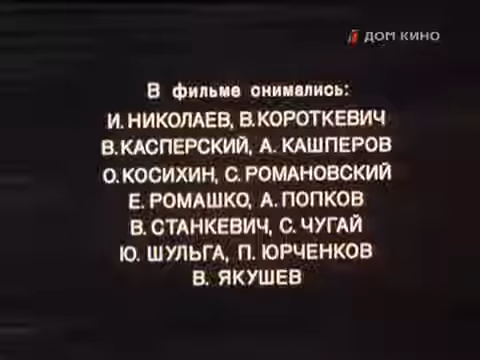 ДОМ КИНО
В фильме снимались:
И. НИКОЛАЕВ, В. КОРОТКЕВИЧ
В. КАСПЕРСКИЙ, А. КАШПЕРОВ
О. КОСИХИН, С. РОМАНОВСКИЙ
Е. РОМАШКО, А. ПОПКОВ
В. СТАНКЕВИЧ, С. ЧУГАЙ
Ю. ШУЛЬГА, П. ЮРЧЕНКОВ
В. ЯКУШЕВ